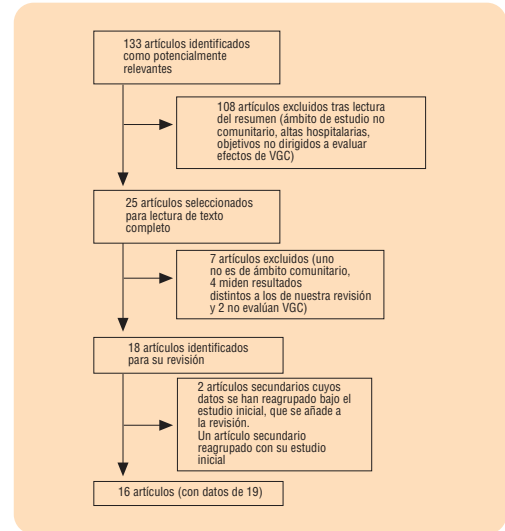 133 artículos identificados
como potencialmente
relevantes
108 artículos excluidos tras lectura
del resumen (ámbito de estudio no
comunitario, altas hospitalarias,
objetivos no dirigidos a evaluar
efectos de VGC)
25 artículos seleccionados
para lectura de texto
completo
7 artículos excluidos (uno
no es de ámbito comunitario,
4 miden resultados
distintos a los de nuestra revisión
y 2 no evalúan VGC)
18 artículos identificados
para su revisión
2 artículos secundarios cuyos
datos se han reagrupado bajo el
estudio inicial, que se añade a
la revisión.
Un artículo secundario
reagrupado con su estudio
inicial
16 artículos (con datos de 19)